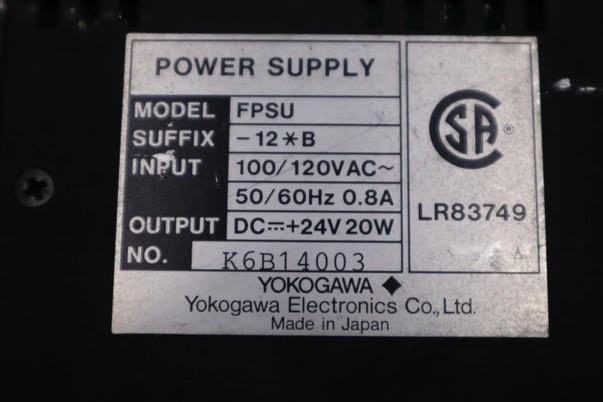 POWER SUPPLY
MODEL FPSU
SUFFIX -12*B
INPUT 100/120VAC~
50/60Hz 0.8A
OUTPUT DC⎓+24V 20W
NO. K6B14003
SA ®
LR83749
A
YOKOGAWA ◆
Yokogawa Electronics Co., Ltd.
Made in Japan